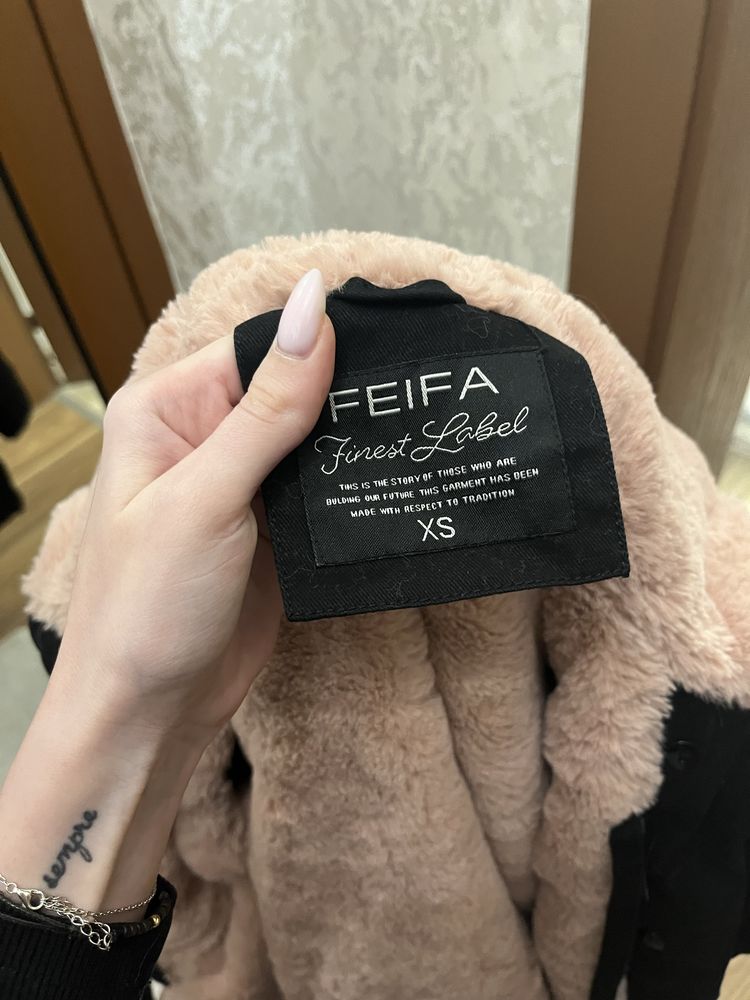 FEIFA
Finest Label
THIS IS THE STORY OF THOSE WHO ARE
BULDING OUR FUTURE THIS GARMENT HAS BEEN
MADE WITH RESPECT TO TRADITION
XS
sempre